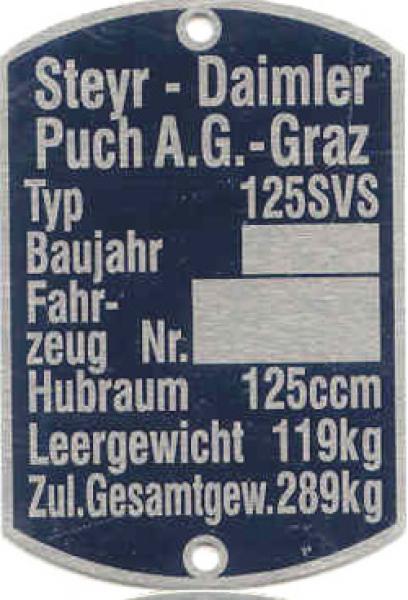 Steyr - Daimler
Puch A.G.-Graz
Typ 125SVS
Baujahr
Fahr-
zeug Nr.
Hubraum 125ccm
Leergewicht 119kg
Zul.Gesamtgew.289kg